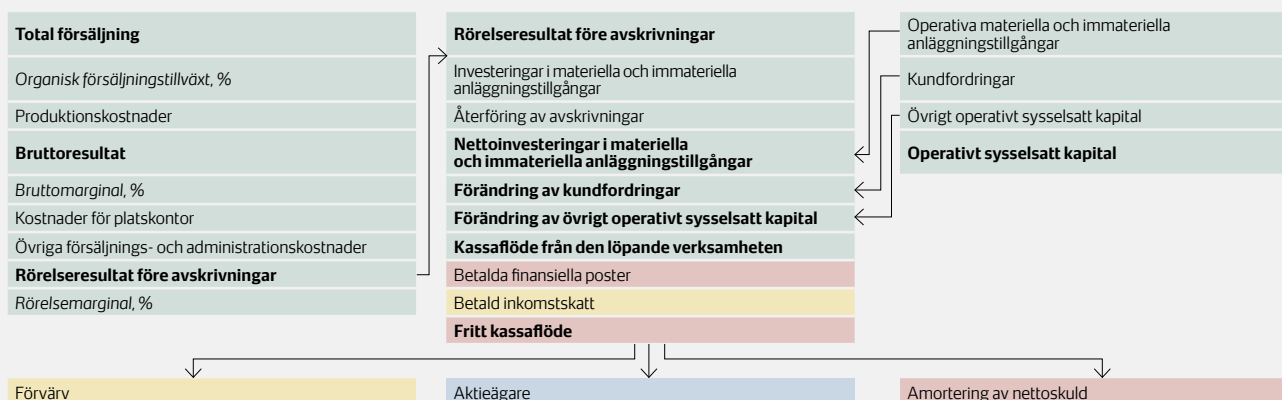 Total försäljning
Organisk försäljningstillväxt, %
Produktionskostnader
Bruttoresultat
Bruttomarginal, %
Kostnader för platskontor
Övriga försäljnings- och administrationskostnader
Rörelseresultat före avskrivningar
Rörelsemarginal, %
Rörelseresultat före avskrivningar
Investeringar i materiella och immateriella
anläggningstillgångar
Återföring av avskrivningar
Nettoinvesteringar i materiella
och immateriella anläggningstillgångar
Förändring av kundfordringar
Förändring av övrigt operativt sysselsatt kapital
Kassaflöde från den löpande verksamheten
Betalda finansiella poster
Betald inkomstskatt
Fritt kassaflöde
Operativa materiella och immateriella
anläggningstillgångar
Kundfordringar
Övrigt operativt sysselsatt kapital
Operativt sysselsatt kapital
Förvärv
Aktieägare
Amortering av nettoskuld